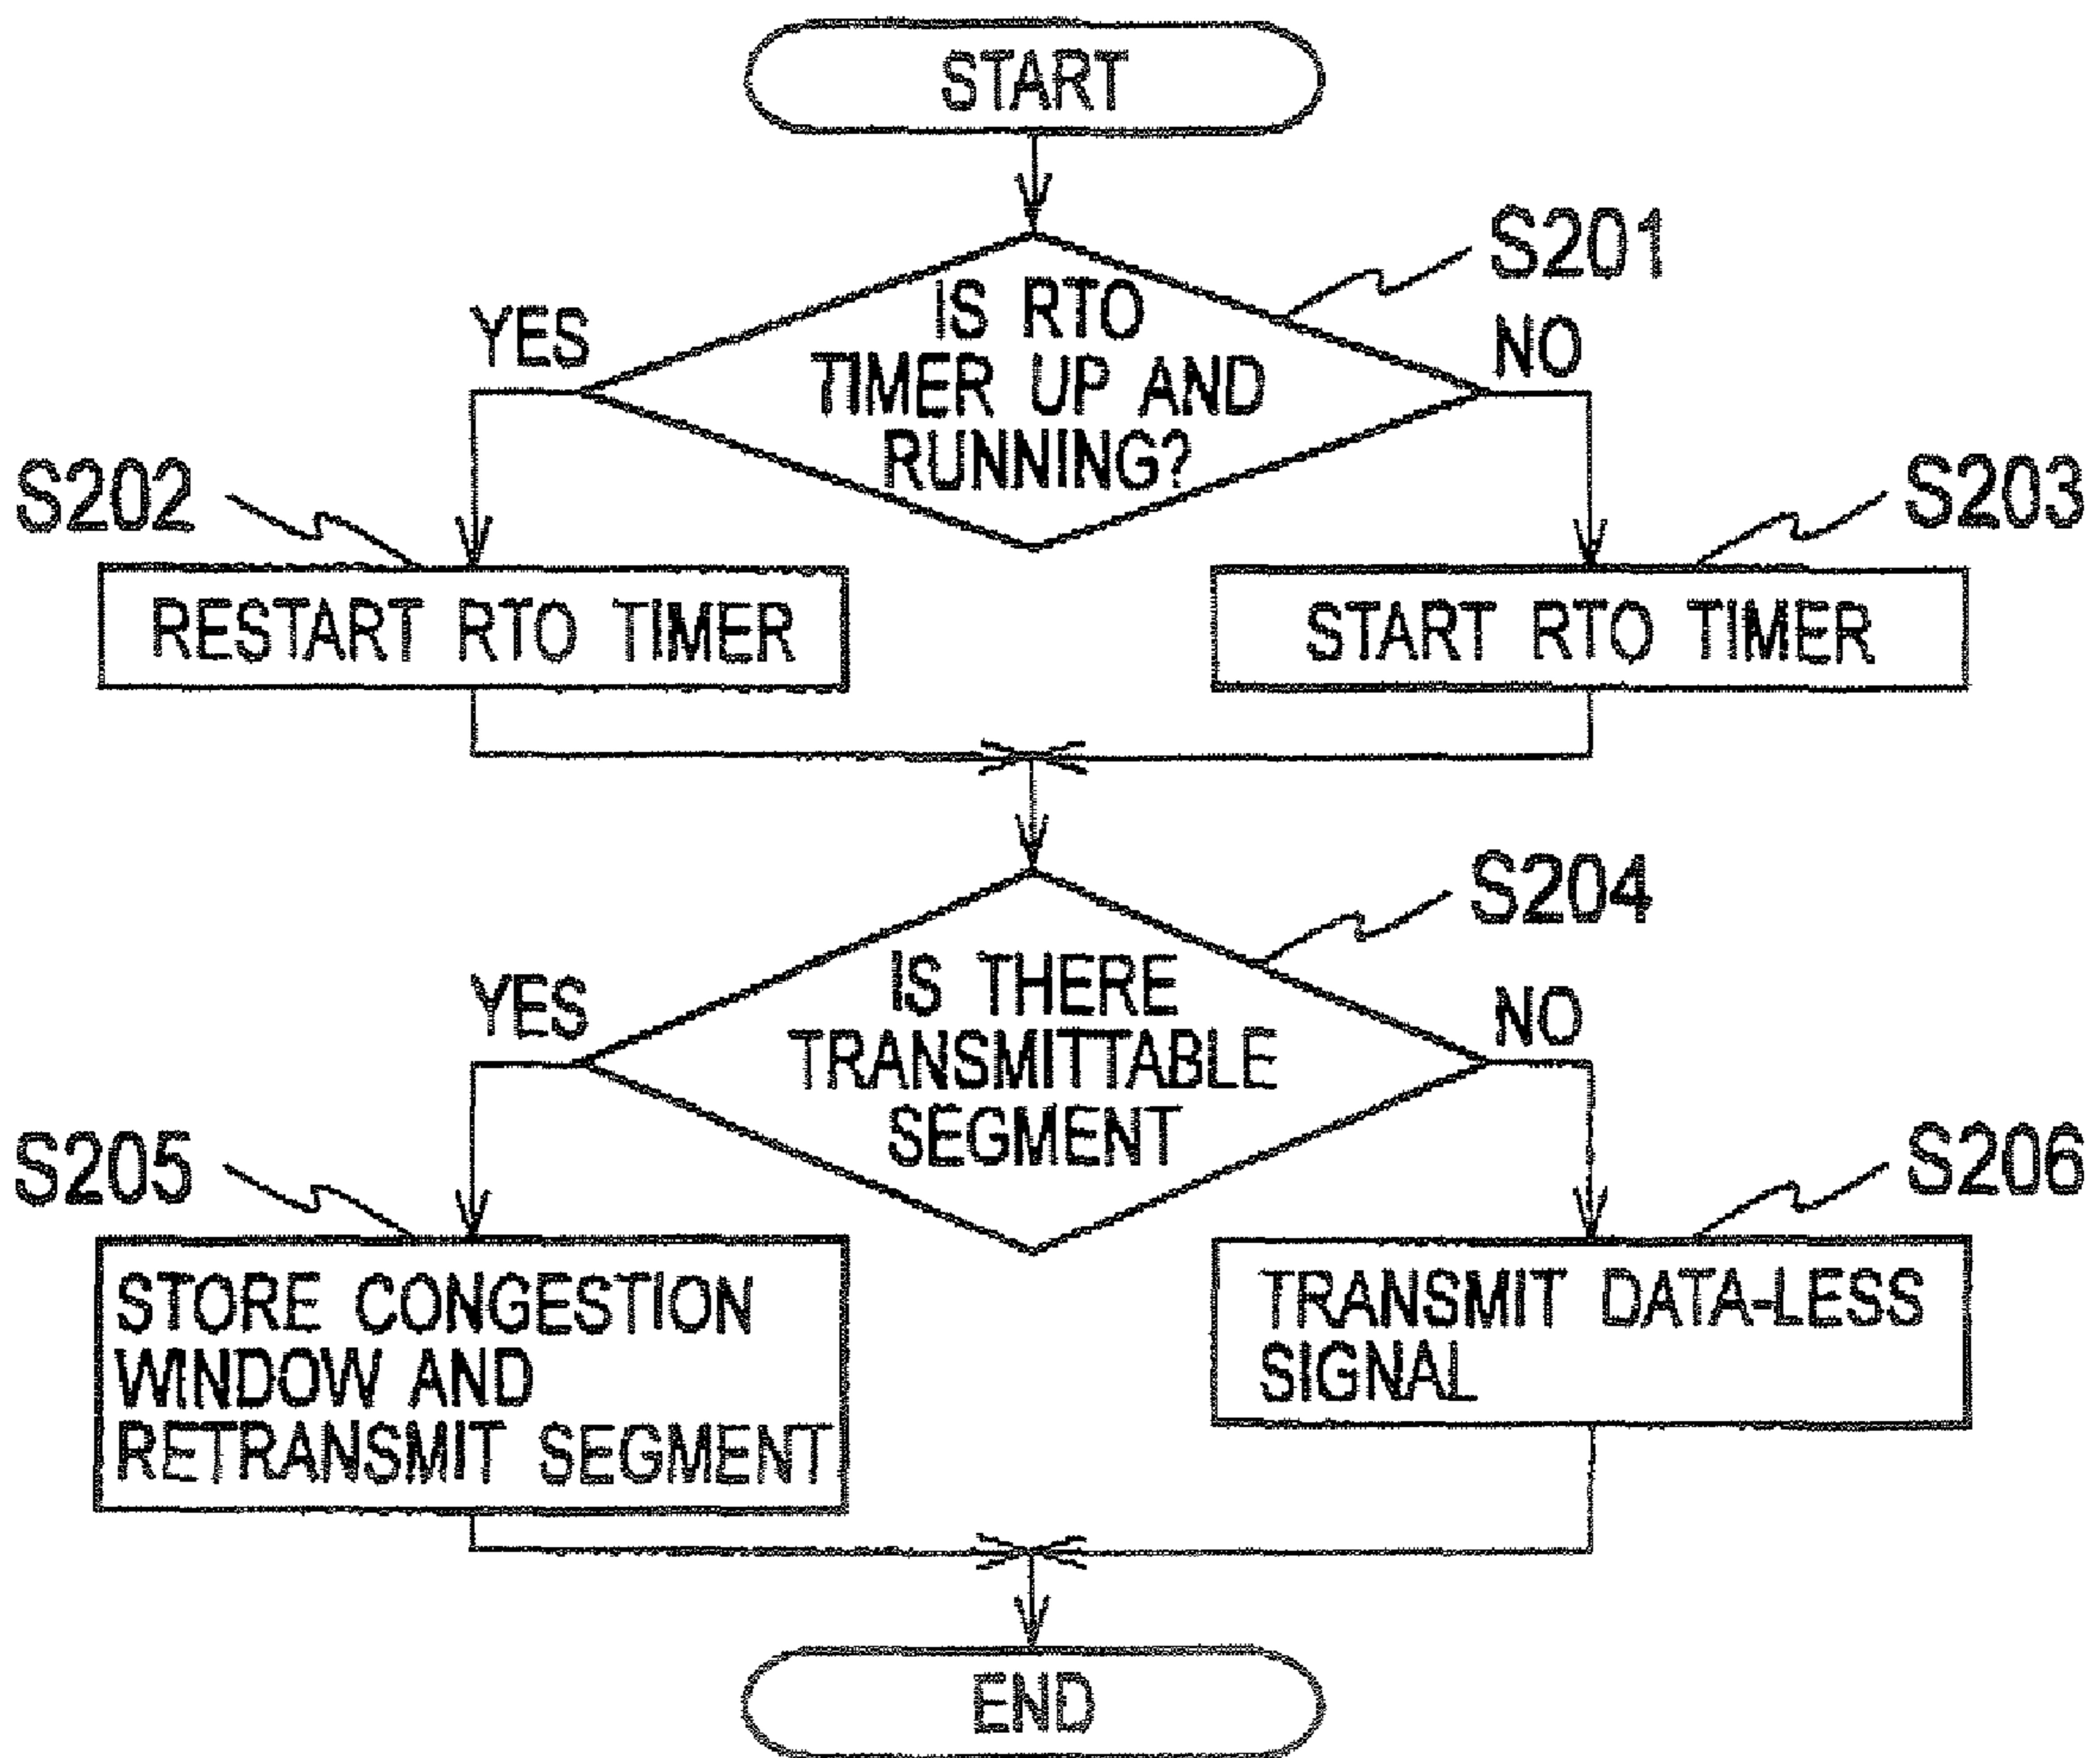 START
S201
IS RTO
TIMER UP AND
RUNNING?
YES
NO
S202
S203
RESTART RTO TIMER
START RTO TIMER
S204
IS THERE
TRANSMITTABLE
SEGMENT
YES
NO
S205
S206
STORE CONGESTION
WINDOW AND
RETRANSMIT SEGMENT
TRANSMIT DATA-LESS
SIGNAL
END